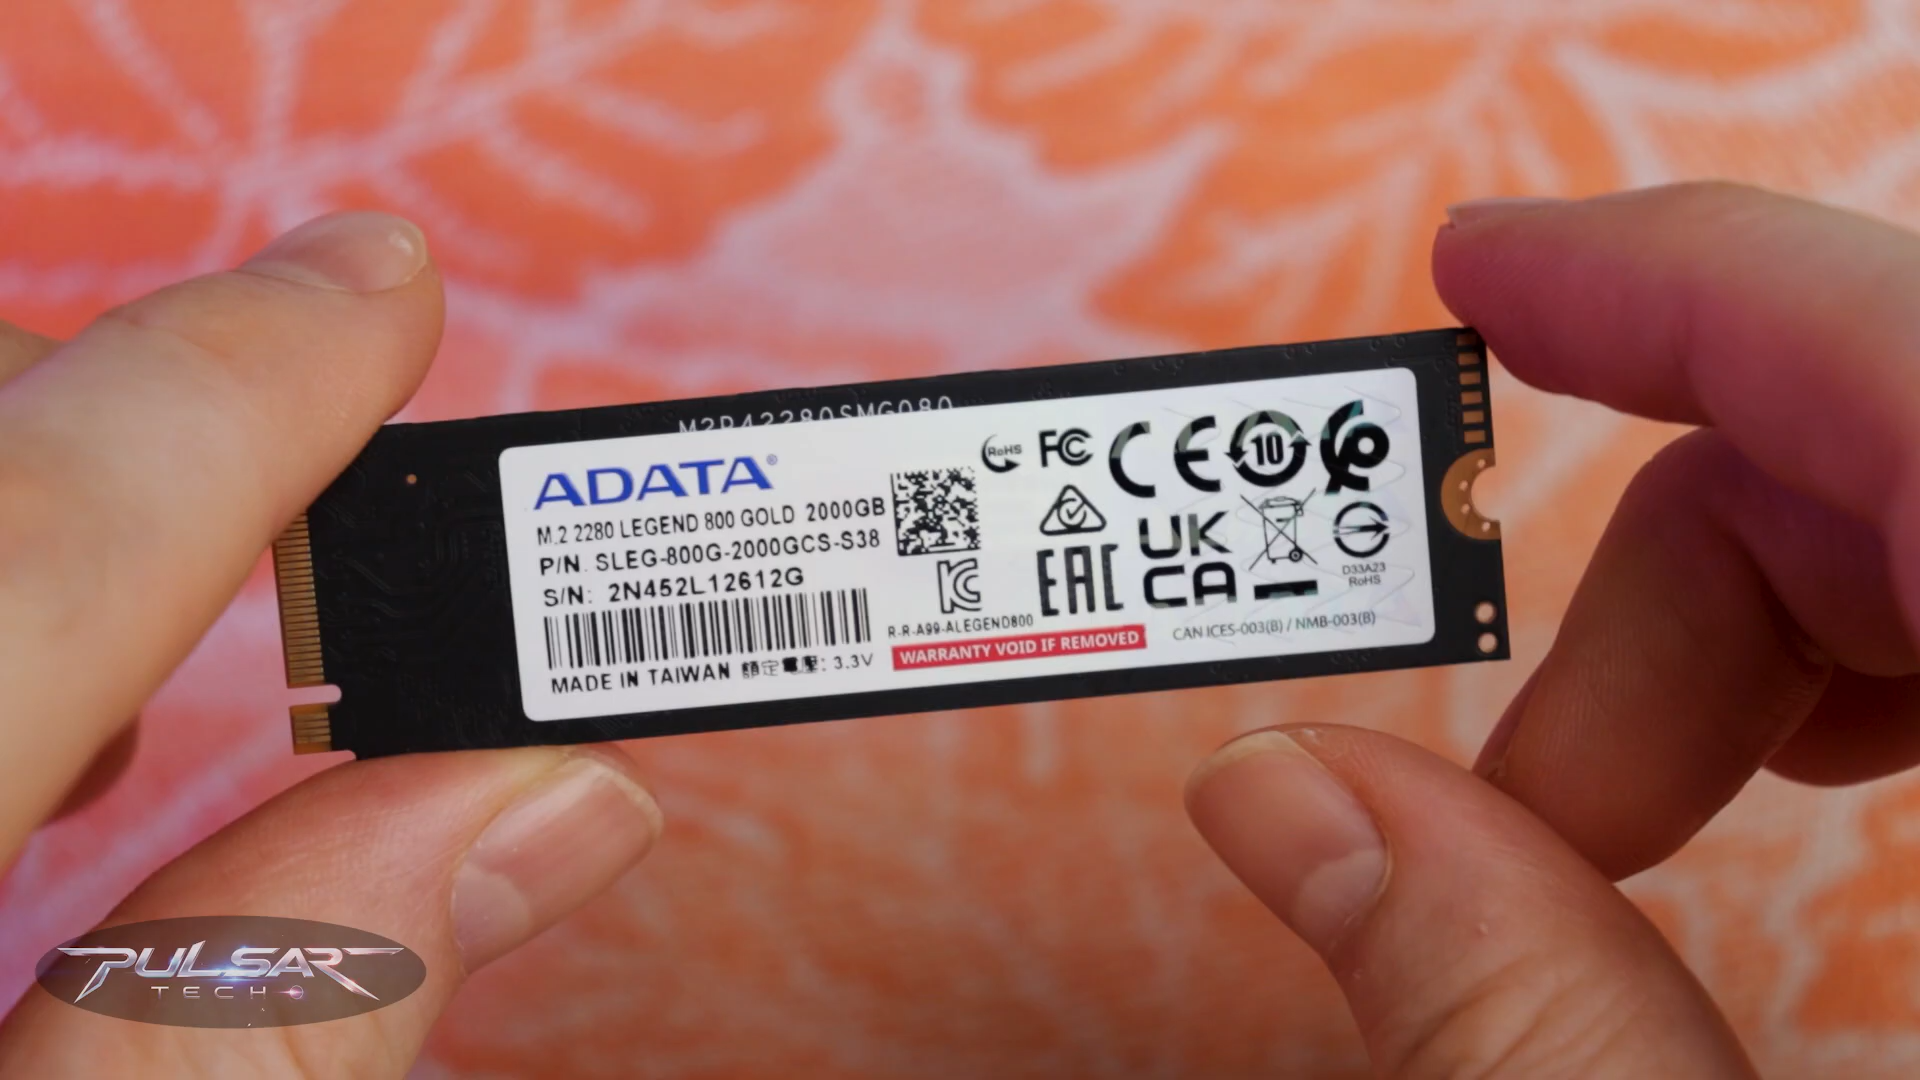 M2P42280SMG080
ADATA®
M.2 2280 LEGEND 800 GOLD 2000GB
P/N. SLEG-800G-2000GCS-S38
S/N: 2N452L12612G
MADE IN TAIWAN 額定電壓: 3.3V
RoHS
FC
CE
10
UK
CA
EAC
D33A23
RoHS
R-R-A99-ALEGEND800
WARRANTY VOID IF REMOVED
CAN ICES-003(B) / NMB-003(B)
PULSAR
TECH